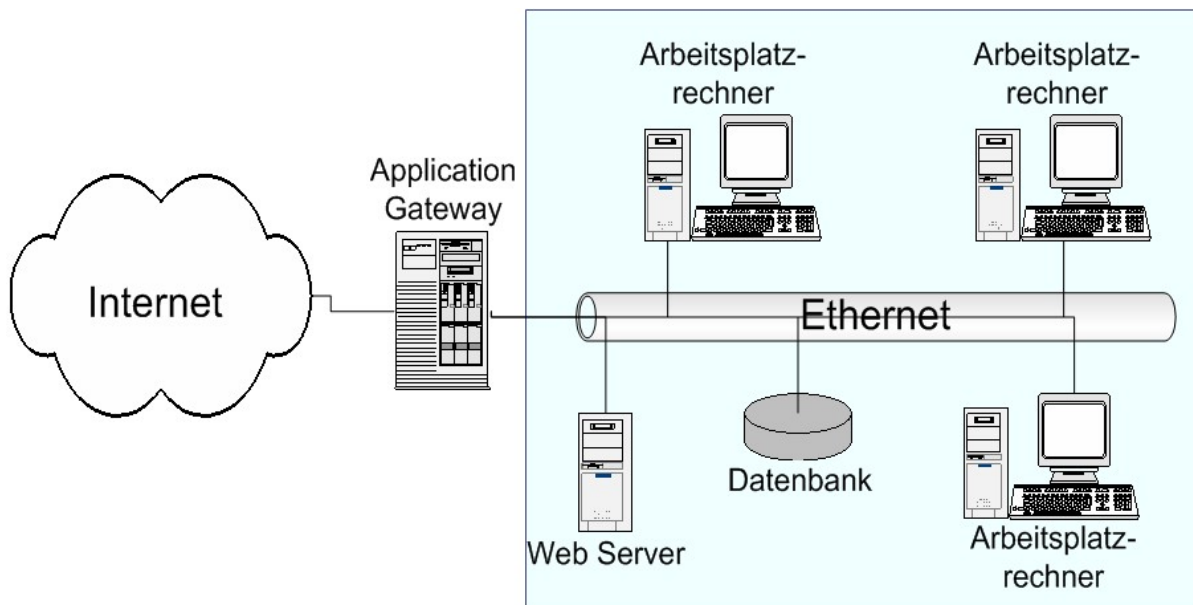 Arbeitsplatz-
rechner
Arbeitsplatz-
rechner
Application
Gateway
Internet
Ethernet
Datenbank
Web Server
Arbeitsplatz-
rechner